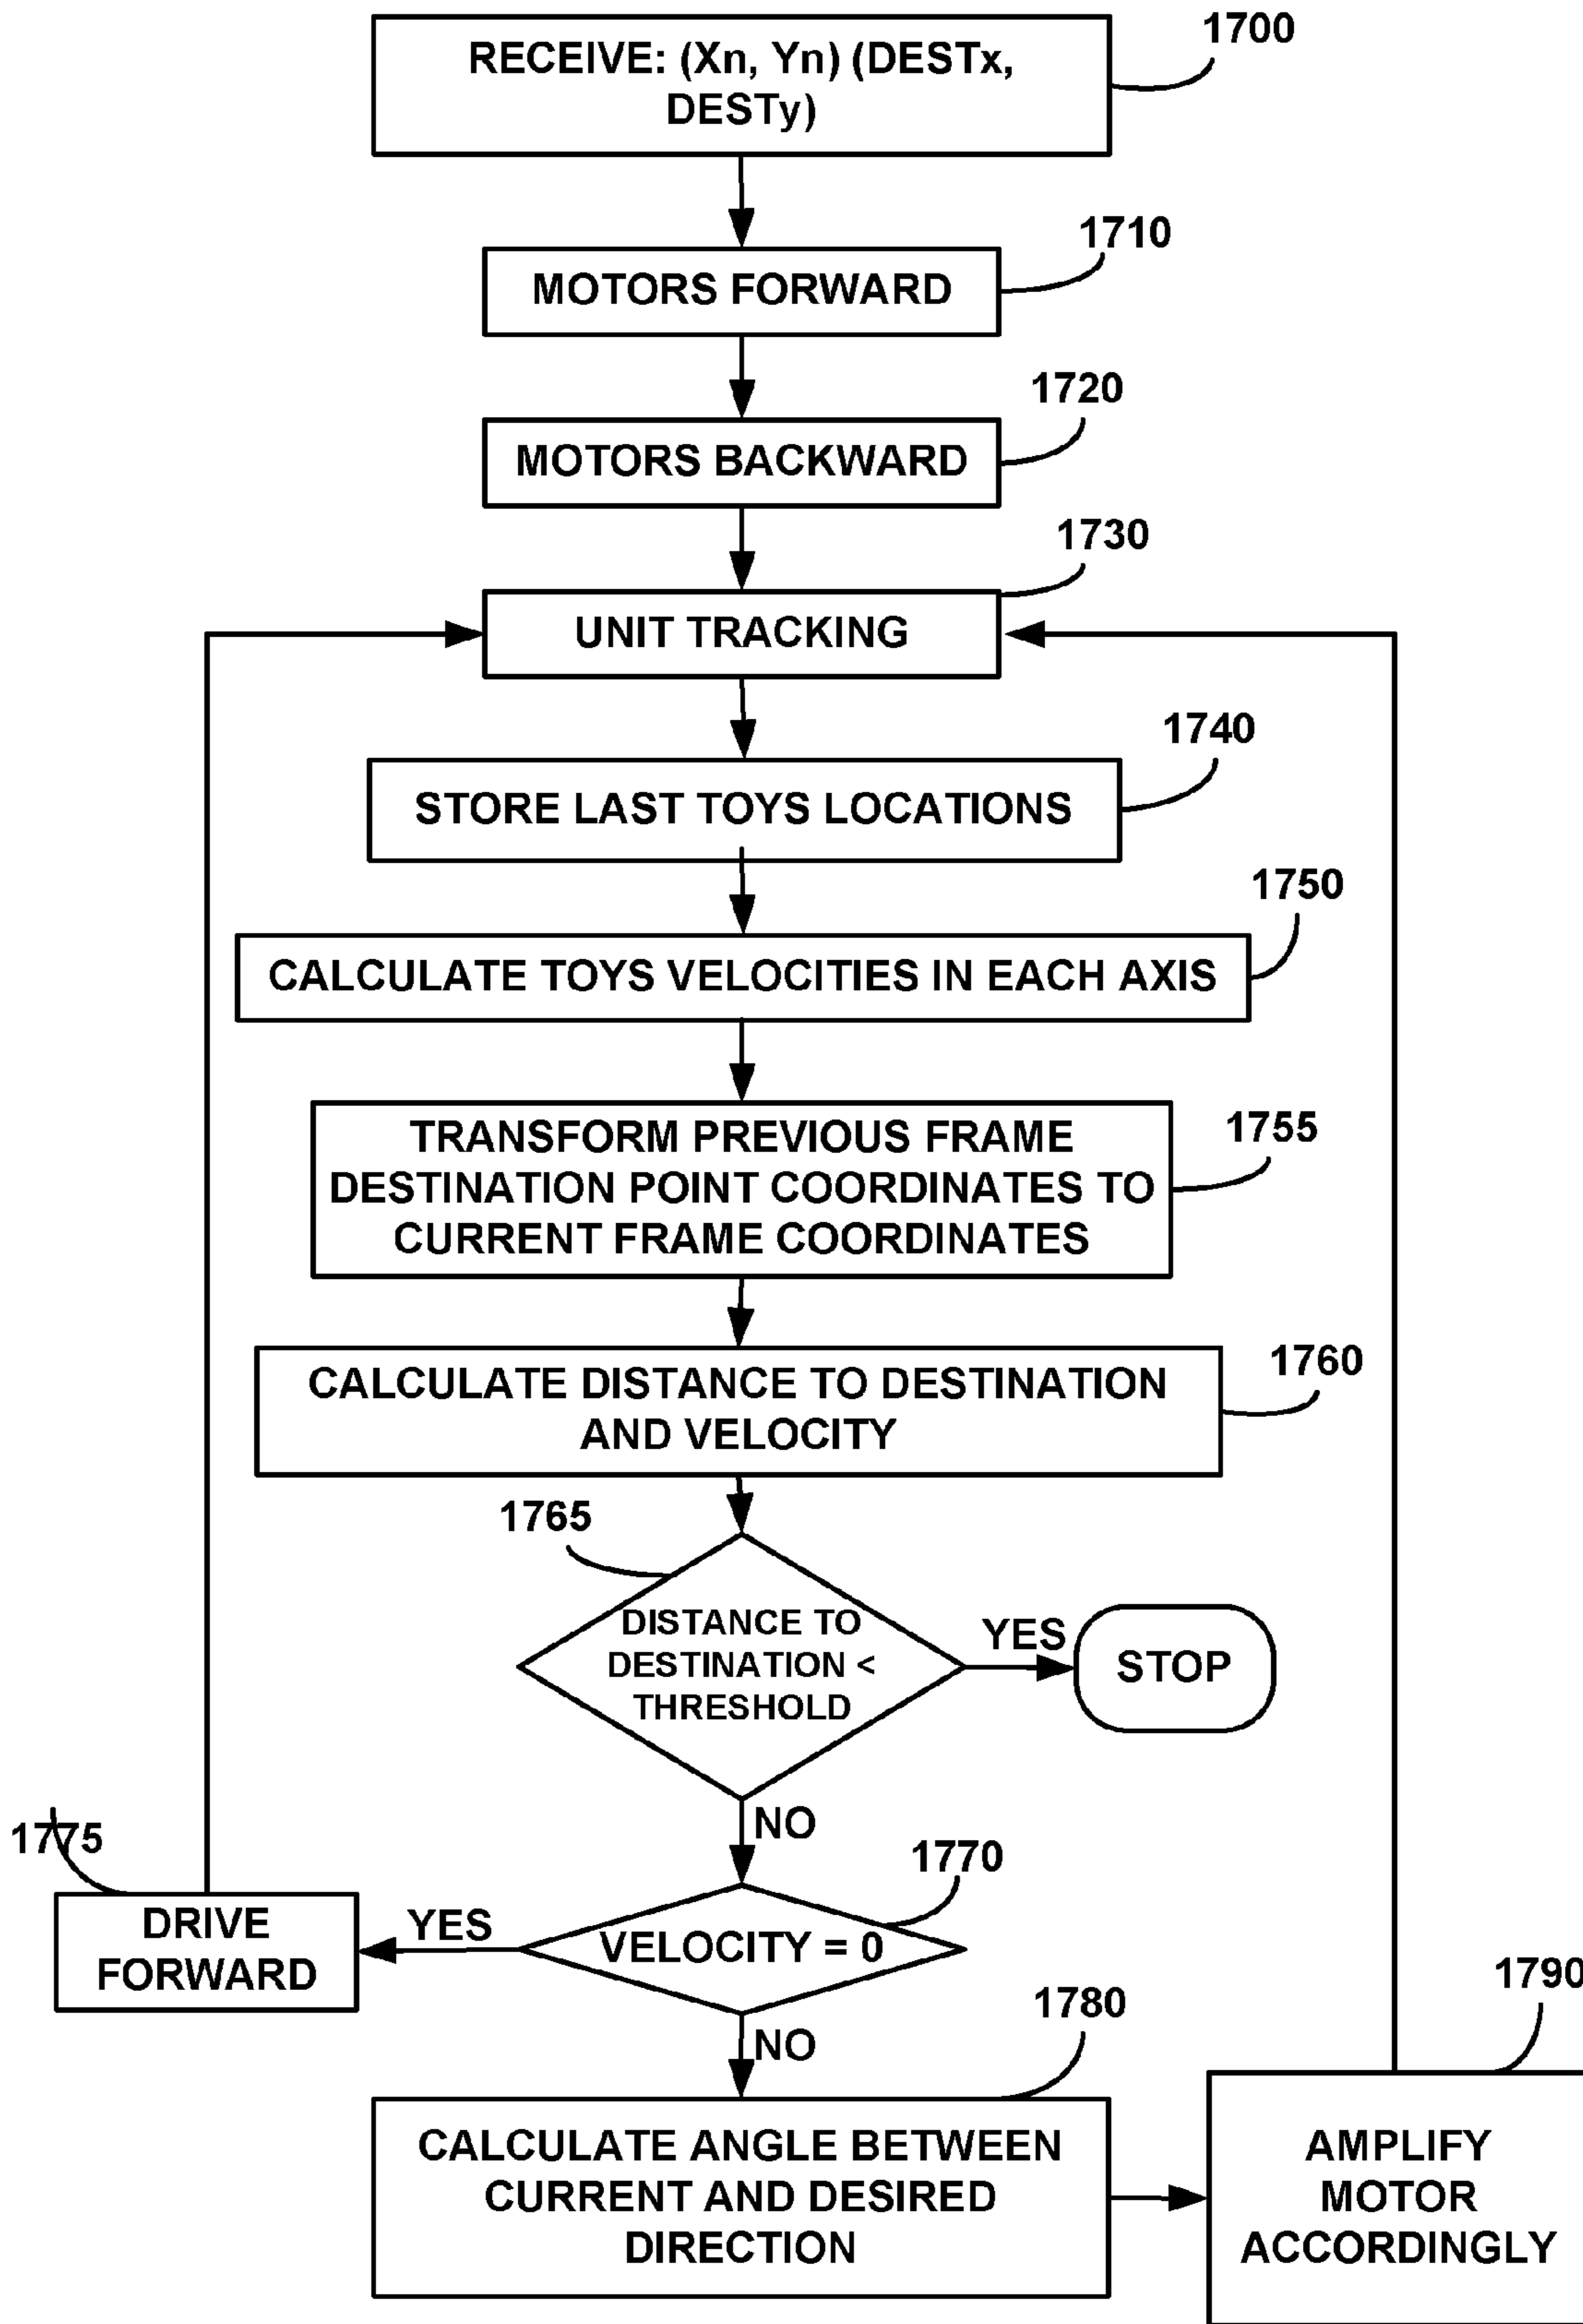 1700
RECEIVE: (Xn, Yn) (DESTx,
DESTy)
1710
MOTORS FORWARD
1720
MOTORS BACKWARD
1730
UNIT TRACKING
1740
STORE LAST TOYS LOCATIONS
1750
CALCULATE TOYS VELOCITIES IN EACH AXIS
1755
TRANSFORM PREVIOUS FRAME
DESTINATION POINT COORDINATES TO
CURRENT FRAME COORDINATES
1760
CALCULATE DISTANCE TO DESTINATION
AND VELOCITY
1765
DISTANCE TO
DESTINATION <
THRESHOLD
YES
STOP
NO
1775
1770
DRIVE
FORWARD
YES
VELOCITY = 0
NO
1780
1790
CALCULATE ANGLE BETWEEN
CURRENT AND DESIRED
DIRECTION
AMPLIFY
MOTOR
ACCORDINGLY